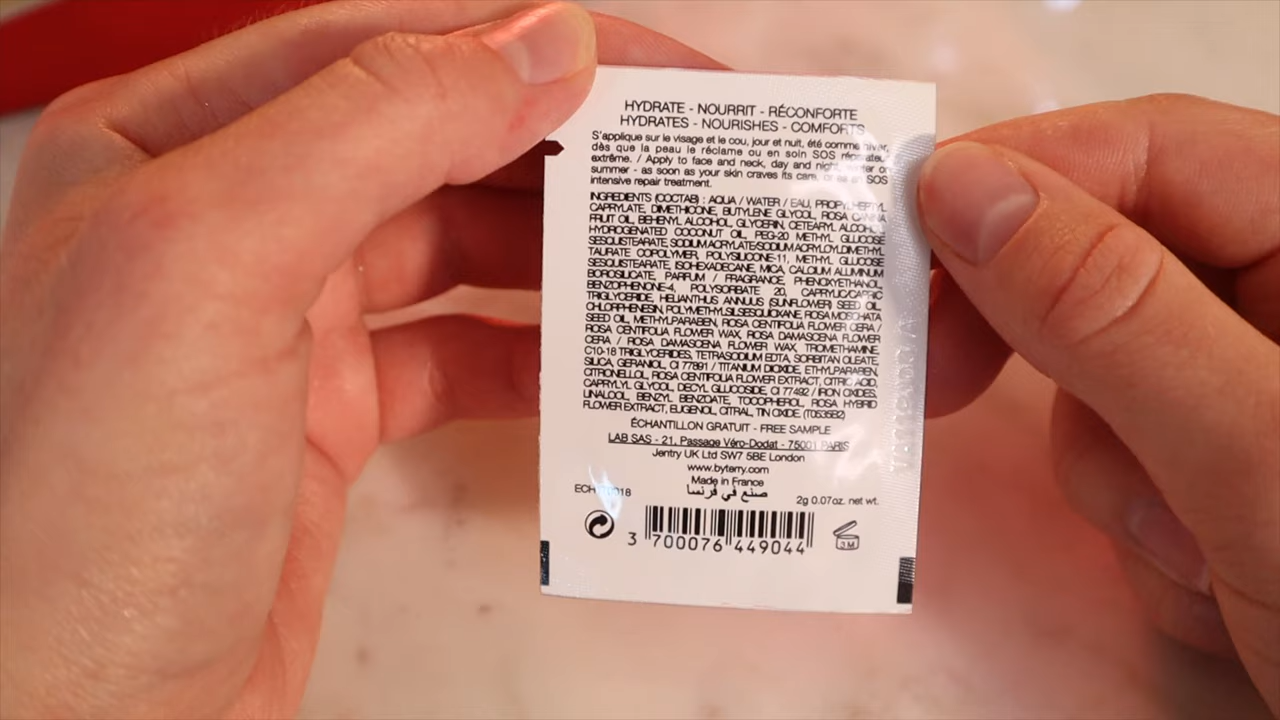 HYDRATE - NOURRIT - RÉCONFORTE
HYDRATES - NOURISHES - COMFORTS
S'applique sur le visage et le cou, jour et nuit, été comme hiver,
dès que la peau le réclame ou en soin SOS réparateur
extrême. / Apply to face and neck, day and night, or
summer - as soon as your skin craves its care, or as an SOS
intensive repair treatment.
INGREDIENTS (COCTAB) : AQUA / WATER / EAU, PROPYLHEPTYL
CAPRYLATE, DIMETHICONE, BUTYLENE GLYCOL, ROSA CANINA
FRUIT OIL, BEHENYL ALCOHOL, GLYCERIN, CETEARYL ALCOHOL,
HYDROGENATED COCONUT OIL, PEG-20 METHYL GLUCOSE
SESQUISTEARATE, SODIUM ACRYLATE/SODIUM ACRYLOYLDIMETHYL
TAURATE COPOLYMER, POLYSILICONE-11, METHYL GLUCOSE
SESQUISTEARATE, ISOHEXADECANE, MICA, CALCIUM ALUMINUM
BOROSILICATE, PARFUM / FRAGRANCE, PHENOXYETHANOL,
BENZOPHENONE-4, POLYSORBATE 20, CAPRYLIC/CAPRIC
TRIGLYCERIDE, HELIANTHUS ANNUUS (SUNFLOWER) SEED OIL,
CHLORPHENESIN, POLYMETHYLSILSESQUIOXANE, ROSA MOSCHATA
SEED OIL, METHYLPARABEN, ROSA CENTIFOLIA FLOWER CERA /
ROSA CENTIFOLIA FLOWER WAX, ROSA DAMASCENA FLOWER
CERA / ROSA DAMASCENA FLOWER WAX, TROMETHAMINE,
C10-18 TRIGLYCERIDES, TETRASODIUM EDTA, SORBITAN OLEATE,
SILICA, GERANIOL, CI 77891 / TITANIUM DIOXIDE, ETHYLPARABEN,
CITRONELLOL, ROSA CENTIFOLIA FLOWER EXTRACT, CITRIC ACID,
CAPRYLYL GLYCOL, DECYL GLUCOSIDE, CI 77492 / IRON OXIDES,
LINALOOL, BENZYL BENZOATE, TOCOPHEROL, ROSA HYBRID
FLOWER EXTRACT, EUGENOL, CITRAL, TIN OXIDE. (T0535B2)
ÉCHANTILLON GRATUIT - FREE SAMPLE
LAB SAS - 21, Passage Véro-Dodat - 75001 PARIS
Jentry UK Ltd SW7 5BE London
www.byterry.com
Made in France
صنع في فرنسا
2g 0.07oz. net wt.
3 700076 449044
3M